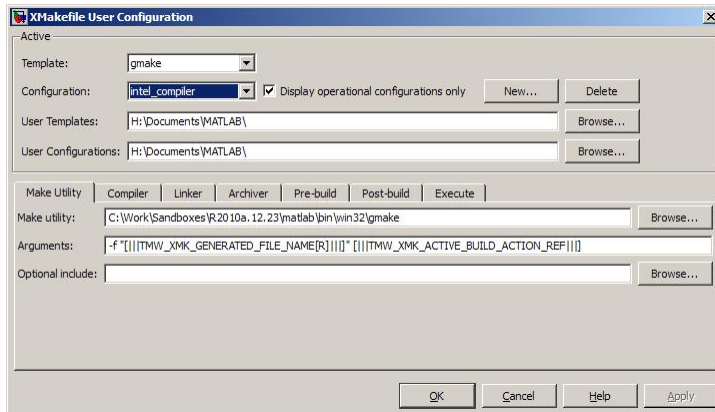 XMakefile User Configuration
Active
Template: gmake
Configuration: intel_compiler Display operational configurations only New... Delete
User Templates: H:\Documents\MATLAB\ Browse...
User Configurations: H:\Documents\MATLAB\ Browse...
Make Utility Compiler Linker Archiver Pre-build Post-build Execute
Make utility: C:\Work\Sandboxes\R2010a.12.23\matlab\bin\win32\gmake Browse...
Arguments: -f "[|||TMW_XMK_GENERATED_FILE_NAME[R]|||]" [|||TMW_XMK_ACTIVE_BUILD_ACTION_REF|||]
Optional include: Browse...
OK Cancel Help Apply